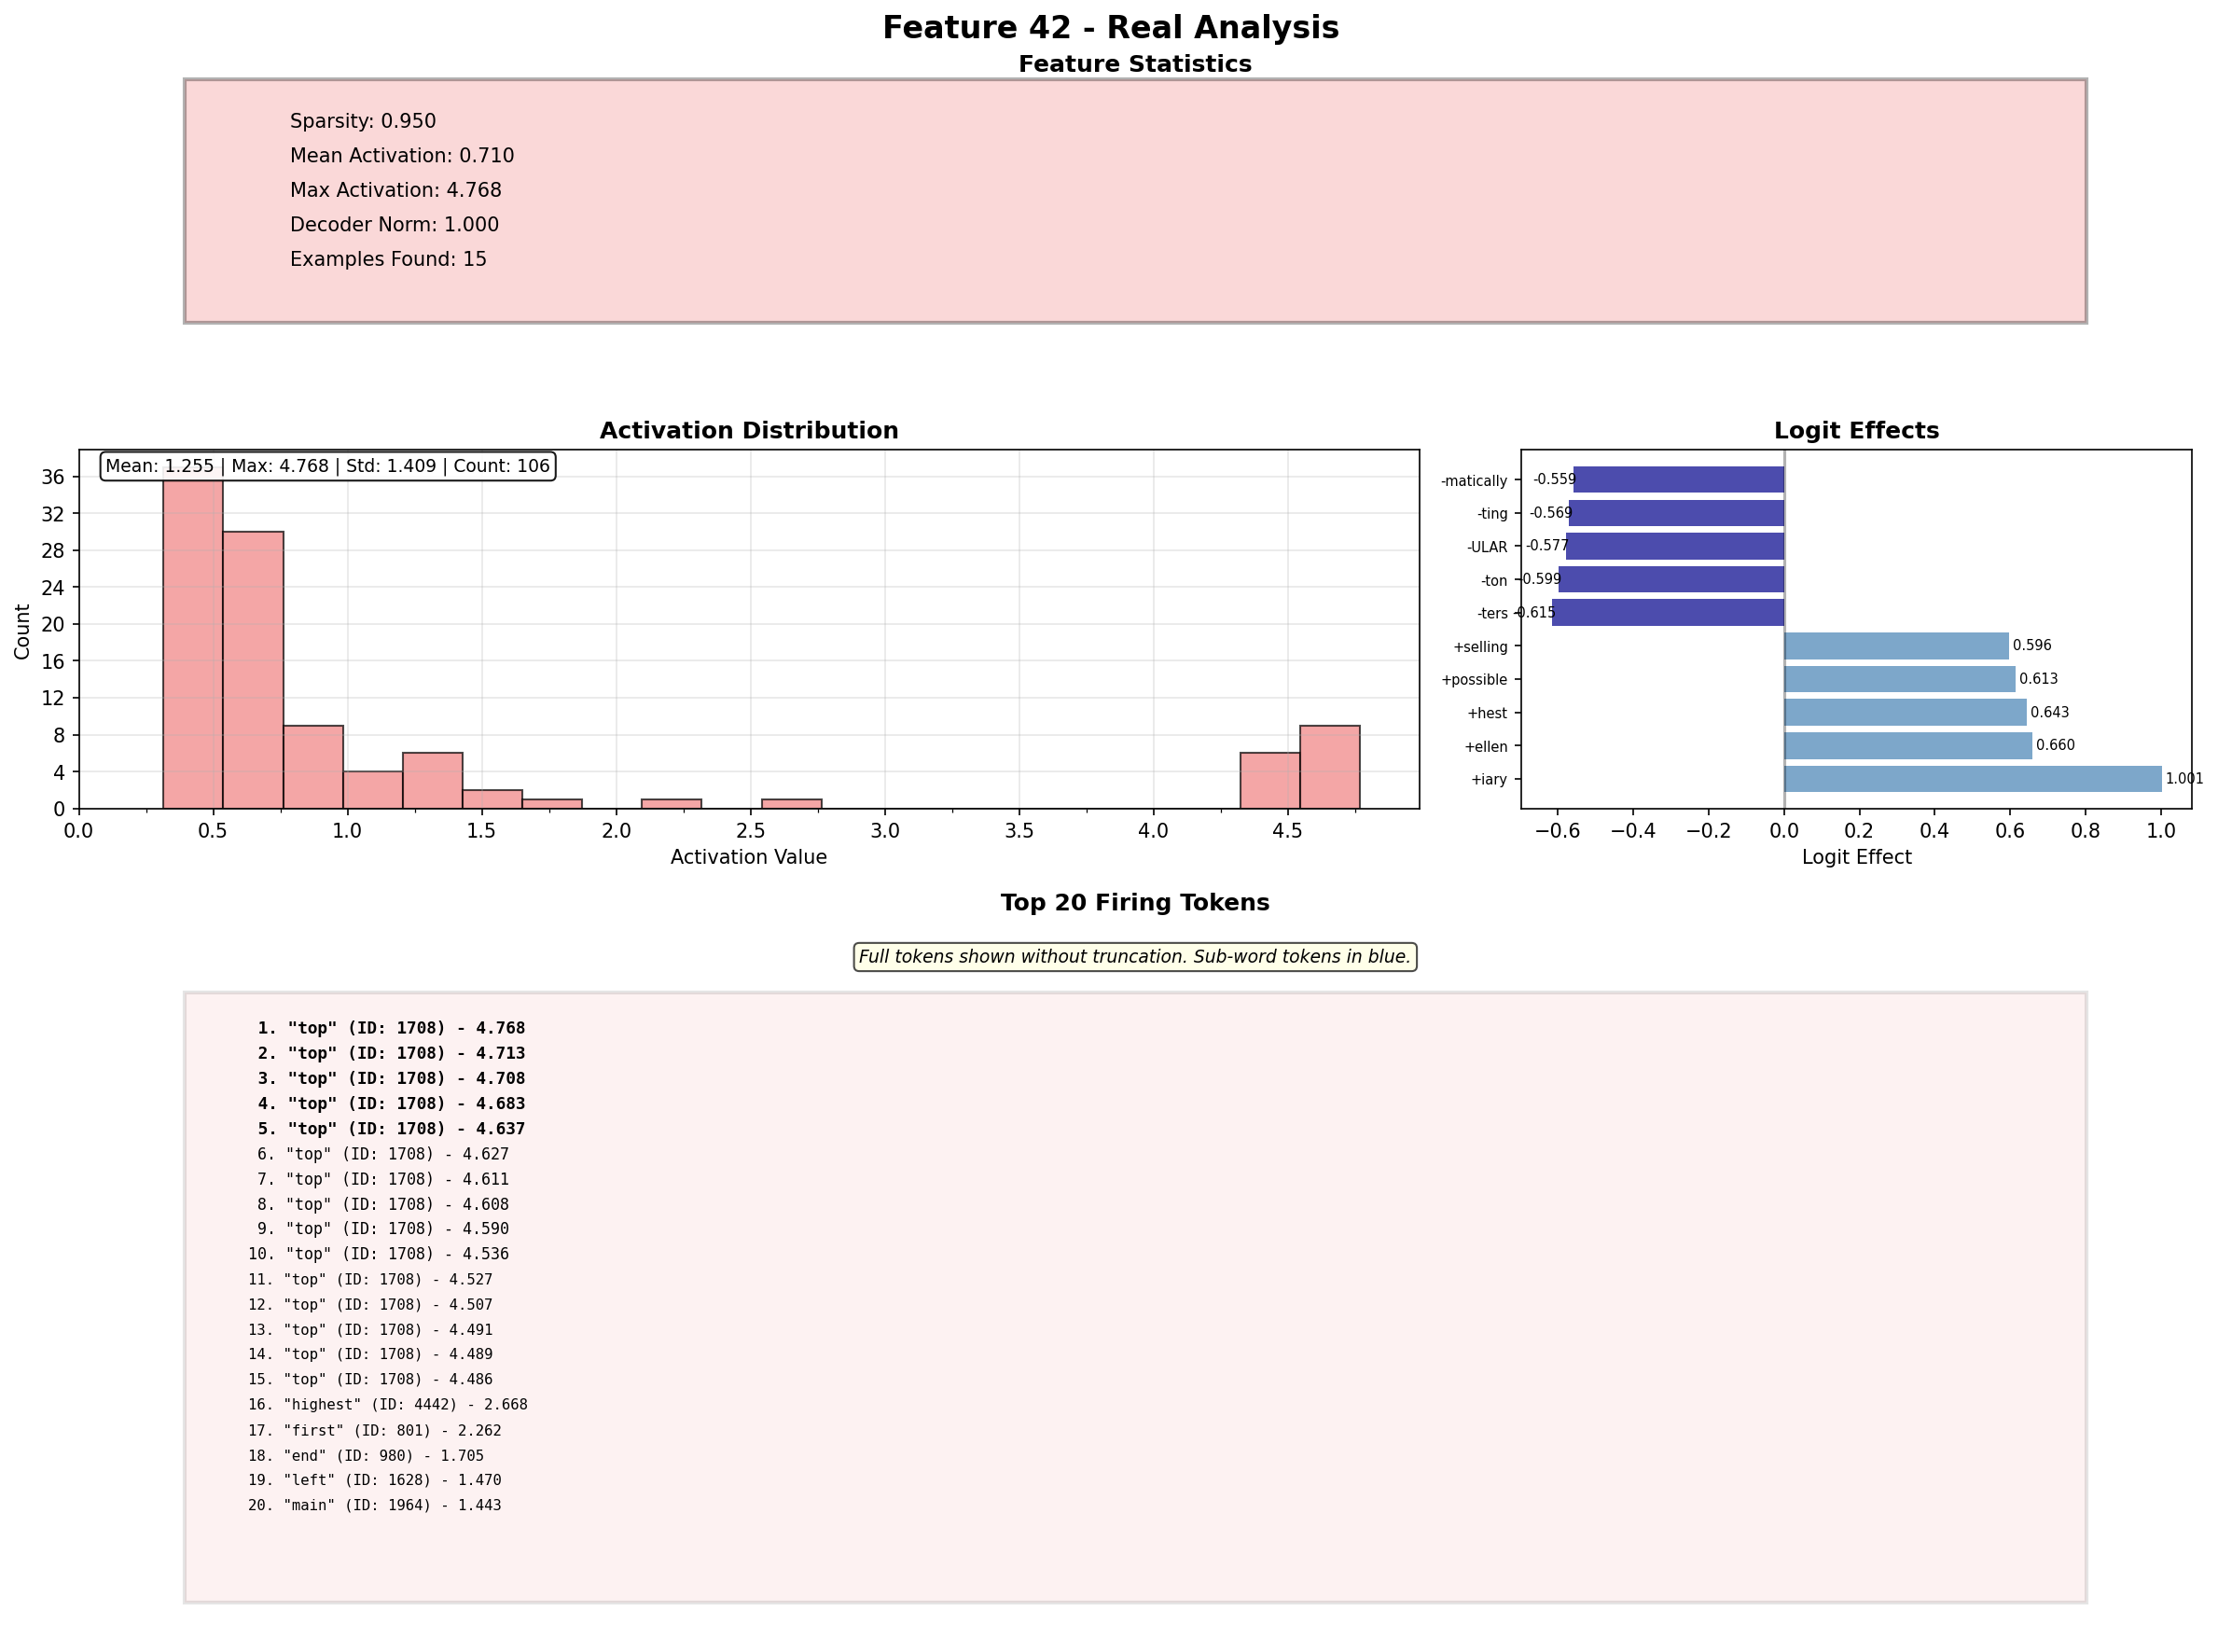 Feature 42 - Real Analysis
Feature Statistics
Sparsity: 0.950
Mean Activation: 0.710
Max Activation: 4.768
Decoder Norm: 1.000
Examples Found: 15
Activation Distribution
Mean: 1.255 | Max: 4.768 | Std: 1.409 | Count: 106
Count
36
32
28
24
20
16
12
8
4
0
0.0 0.5 1.0 1.5 2.0 2.5 3.0 3.5 4.0 4.5
Activation Value
Logit Effects
-matically -0.559
-ting -0.569
-ULAR -0.577
-ton -0.599
-ters -0.615
+selling 0.596
+possible 0.613
+hest 0.643
+ellen 0.660
+iary 1.001
−0.6 −0.4 −0.2 0.0 0.2 0.4 0.6 0.8 1.0
Logit Effect
Top 20 Firing Tokens
Full tokens shown without truncation. Sub-word tokens in blue.
1. "top" (ID: 1708) - 4.768
2. "top" (ID: 1708) - 4.713
3. "top" (ID: 1708) - 4.708
4. "top" (ID: 1708) - 4.683
5. "top" (ID: 1708) - 4.637
6. "top" (ID: 1708) - 4.627
7. "top" (ID: 1708) - 4.611
8. "top" (ID: 1708) - 4.608
9. "top" (ID: 1708) - 4.590
10. "top" (ID: 1708) - 4.536
11. "top" (ID: 1708) - 4.527
12. "top" (ID: 1708) - 4.507
13. "top" (ID: 1708) - 4.491
14. "top" (ID: 1708) - 4.489
15. "top" (ID: 1708) - 4.486
16. "highest" (ID: 4442) - 2.668
17. "first" (ID: 801) - 2.262
18. "end" (ID: 980) - 1.705
19. "left" (ID: 1628) - 1.470
20. "main" (ID: 1964) - 1.443